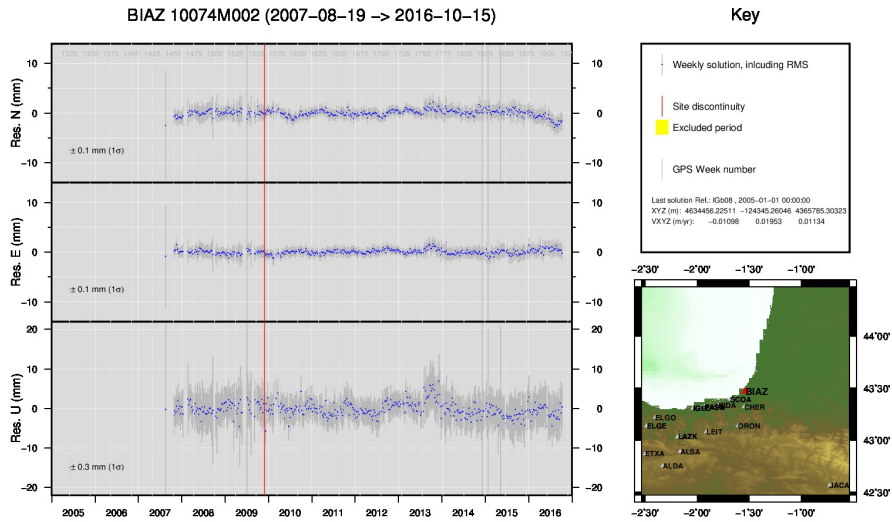 BIAZ 10074M002 (2007-08-19 -> 2016-10-15)
Key
Res. N (mm)
10
0
-10
± 0.1 mm (1σ)
10
0
-10
Res. E (mm)
10
0
-10
± 0.1 mm (1σ)
10
0
-10
Res. U (mm)
20
10
0
-10
-20
± 0.3 mm (1σ)
20
10
0
-10
-20
2005 2006 2007 2008 2009 2010 2011 2012 2013 2014 2015 2016
Weekly solution, inlcuding RMS
Site discontinuity
Excluded period
GPS Week number
Last solution Ref.: IGb08 , 2005-01-01 00:00:00
XYZ (m): 4634456.22511 -124345.26046 4365785.30323
VXYZ (m/yr): -0.01098 0.01953 0.01134
-2°30' -2°00' -1°30' -1°00'
44°00'
43°30'
43°00'
42°30'
BIAZ
SCOA
CHER
ELGO
ELGE
LEIT
ORON
LAZK
ETXA
ALSA
ALDA
JACA
-2°30' -2°00' -1°30' -1°00'